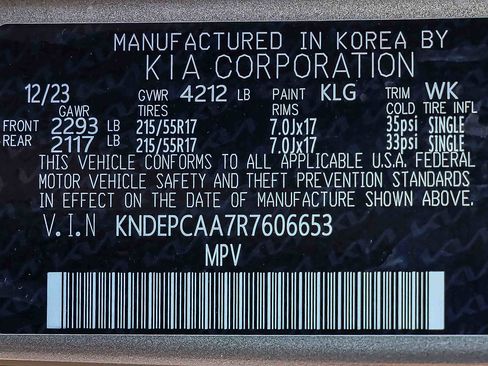 MANUFACTURED IN KOREA BY
KIA CORPORATION
12/23 GVWR 4212 LB PAINT KLG TRIM WK
GAWR TIRES RIMS COLD TIRE INFL
FRONT 2293 LB 215/55R17 7.0Jx17 35psi SINGLE
REAR 2117 LB 215/55R17 7.0Jx17 33psi SINGLE
THIS VEHICLE CONFORMS TO ALL APPLICABLE U.S.A. FEDERAL
MOTOR VEHICLE SAFETY AND THEFT PREVENTION STANDARDS
IN EFFECT ON THE DATE OF MANUFACTURE SHOWN ABOVE.
V.I.N KNDEPCAA7R7606653
MPV